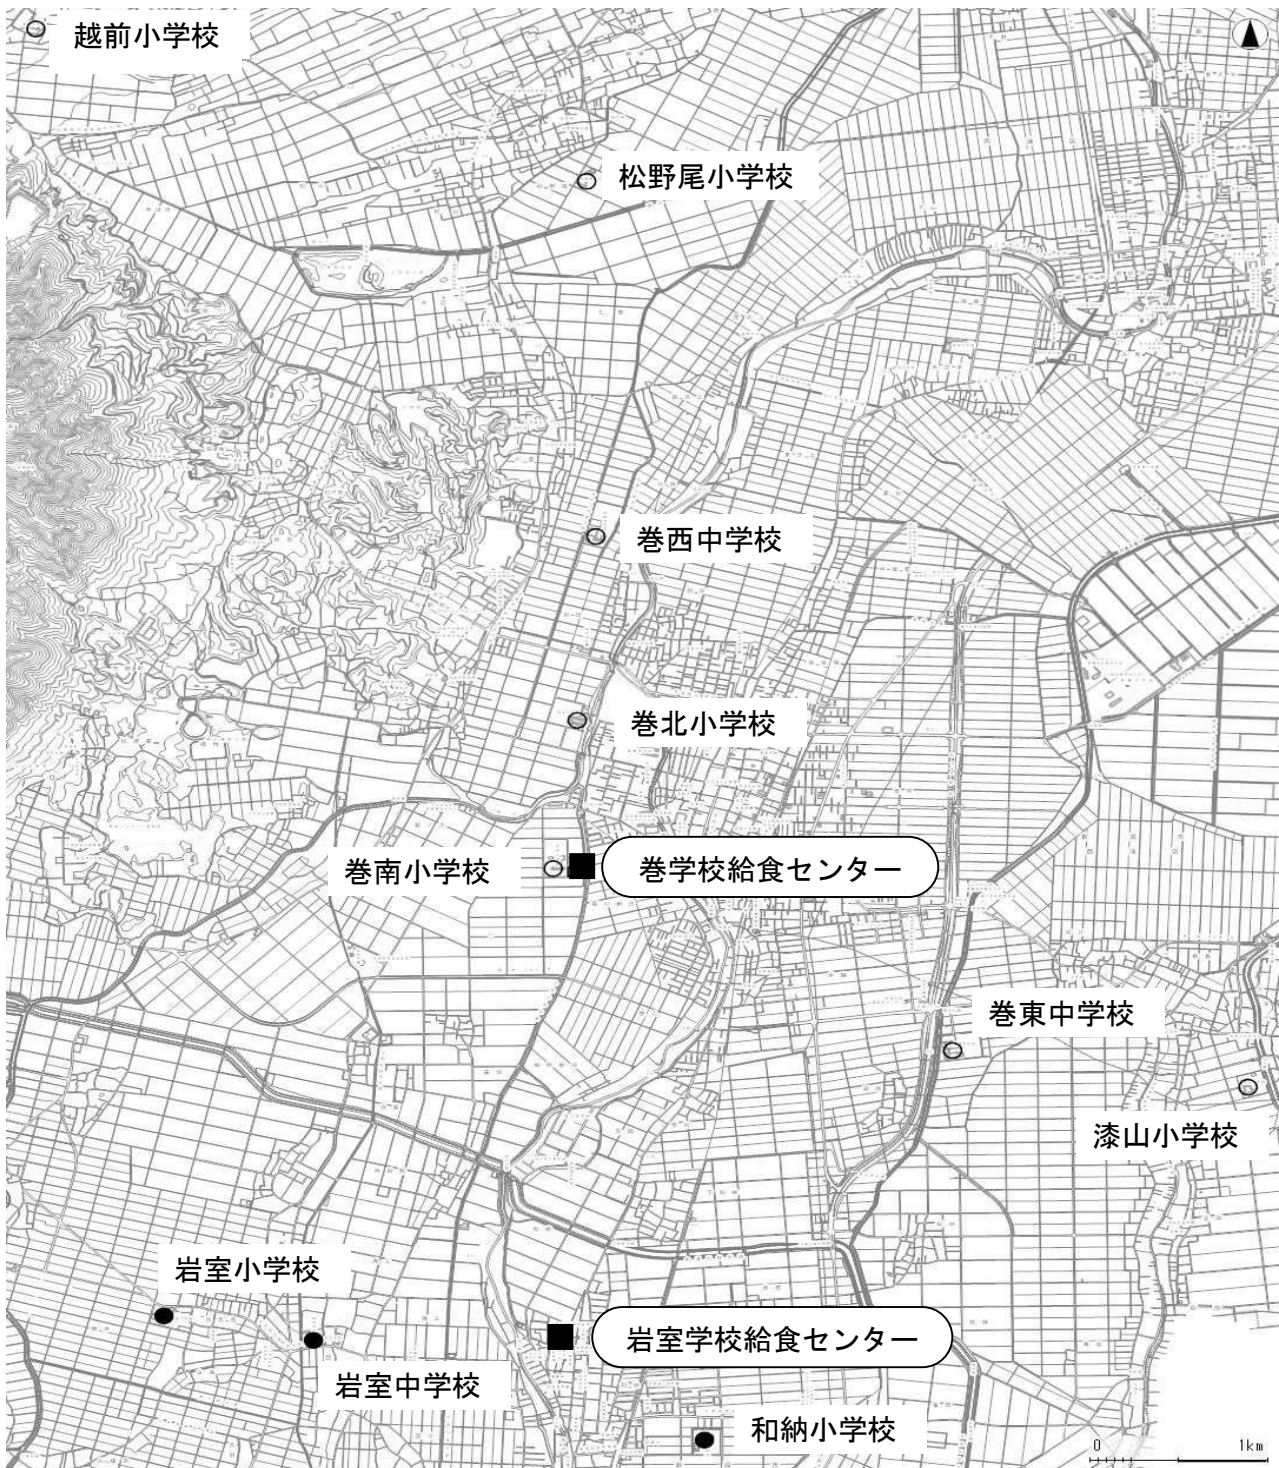 越前小学校
松野尾小学校
巻西中学校
巻北小学校
巻南小学校
巻学校給食センター
巻東中学校
漆山小学校
岩室小学校
岩室学校給食センター
岩室中学校
和納小学校
0 1km